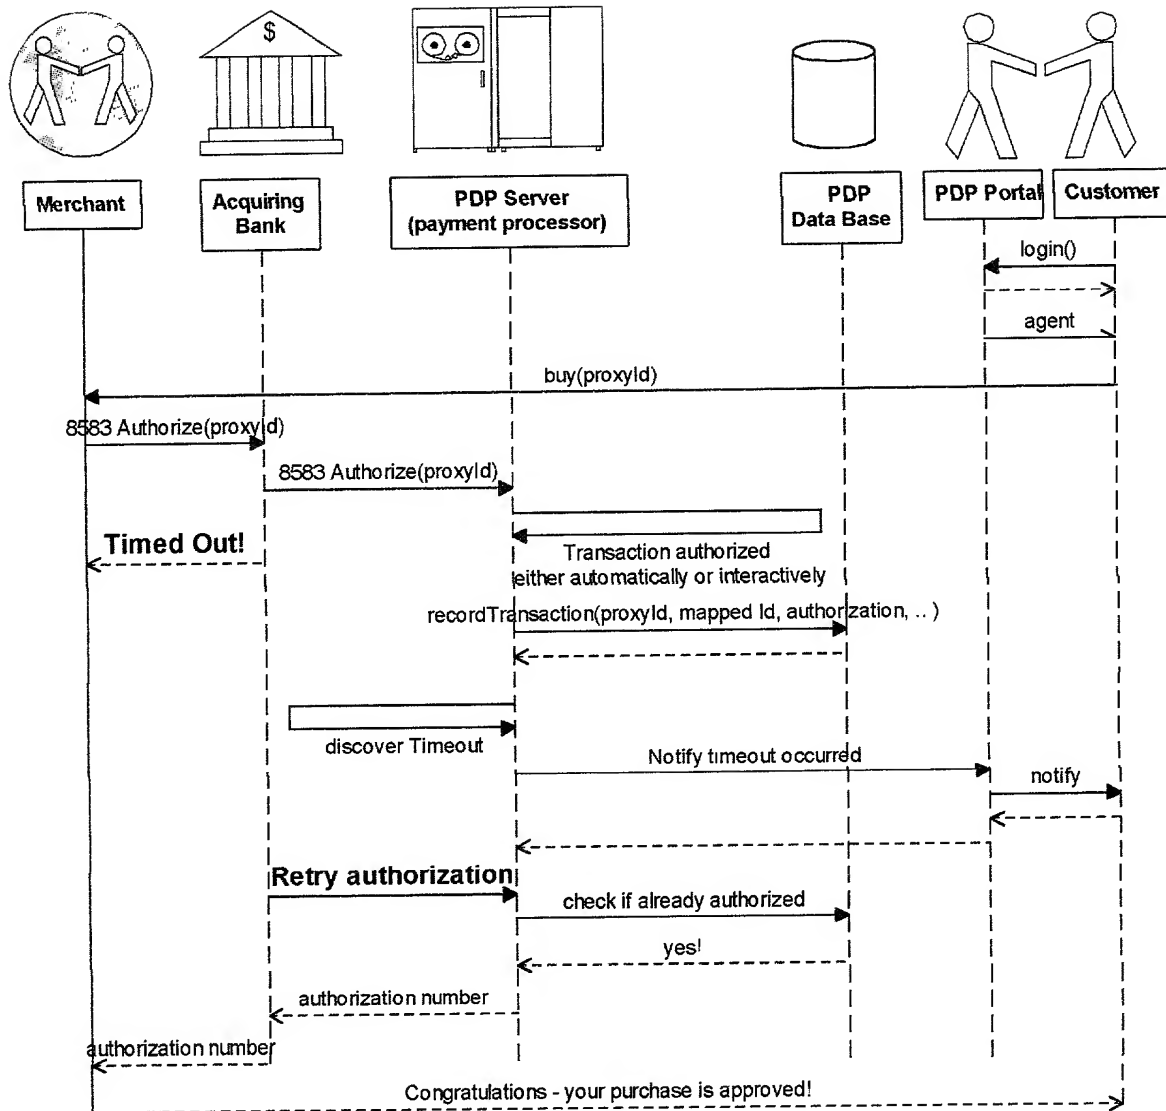 $
Merchant
Acquiring
Bank
PDP Server
(payment processor)
PDP
Data Base
PDP Portal
Customer
login()
agent
buy(proxyId)
8583 Authorize(proxyId)
8583 Authorize(proxyId)
Timed Out!
Transaction authorized
either automatically or interactively
recordTransaction(proxyId, mapped Id, authorization, .. )
discover Timeout
Notify timeout occurred
notify
Retry authorization
check if already authorized
yes!
authorization number
authorization number
Congratulations - your purchase is approved!